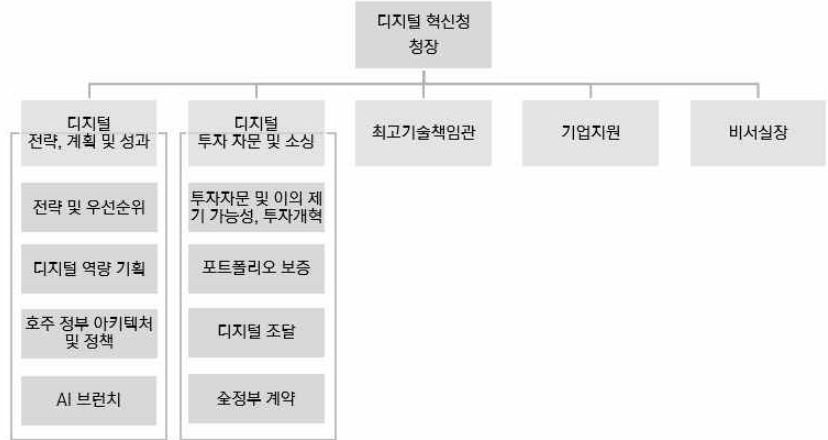 디지털 혁신청
청장
디지털
전략, 계획 및 성과
디지털
투자 자문 및 소싱
최고기술책임관
기업지원
비서실장
전략 및 우선순위
디지털 역량 기획
호주 정부 아키텍처
및 정책
AI 브런치
투자자문 및 이의 제
기 가능성, 투자개혁
포트폴리오 보증
디지털 조달
全정부 계약